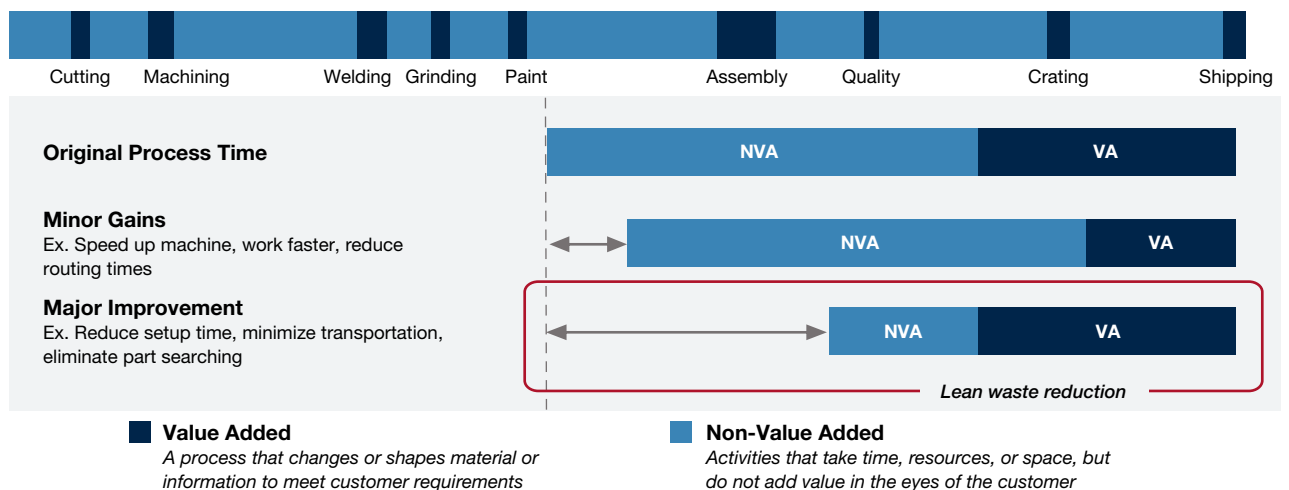 Cutting Machining Welding Grinding Paint Assembly Quality Crating Shipping
Original Process Time
NVA VA
Minor Gains
Ex. Speed up machine, work faster, reduce
routing times
NVA VA
Major Improvement
Ex. Reduce setup time, minimize transportation,
eliminate part searching
NVA VA
Lean waste reduction
Value Added
A process that changes or shapes material or
information to meet customer requirements
Non-Value Added
Activities that take time, resources, or space, but
do not add value in the eyes of the customer